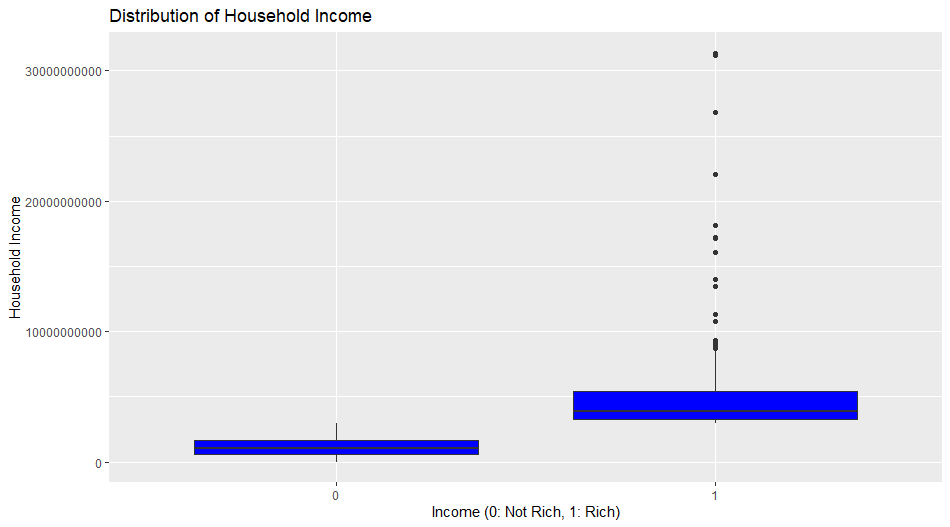 Distribution of Household Income
30000000000
20000000000
10000000000
0
Household Income
0
1
Income (0: Not Rich, 1: Rich)